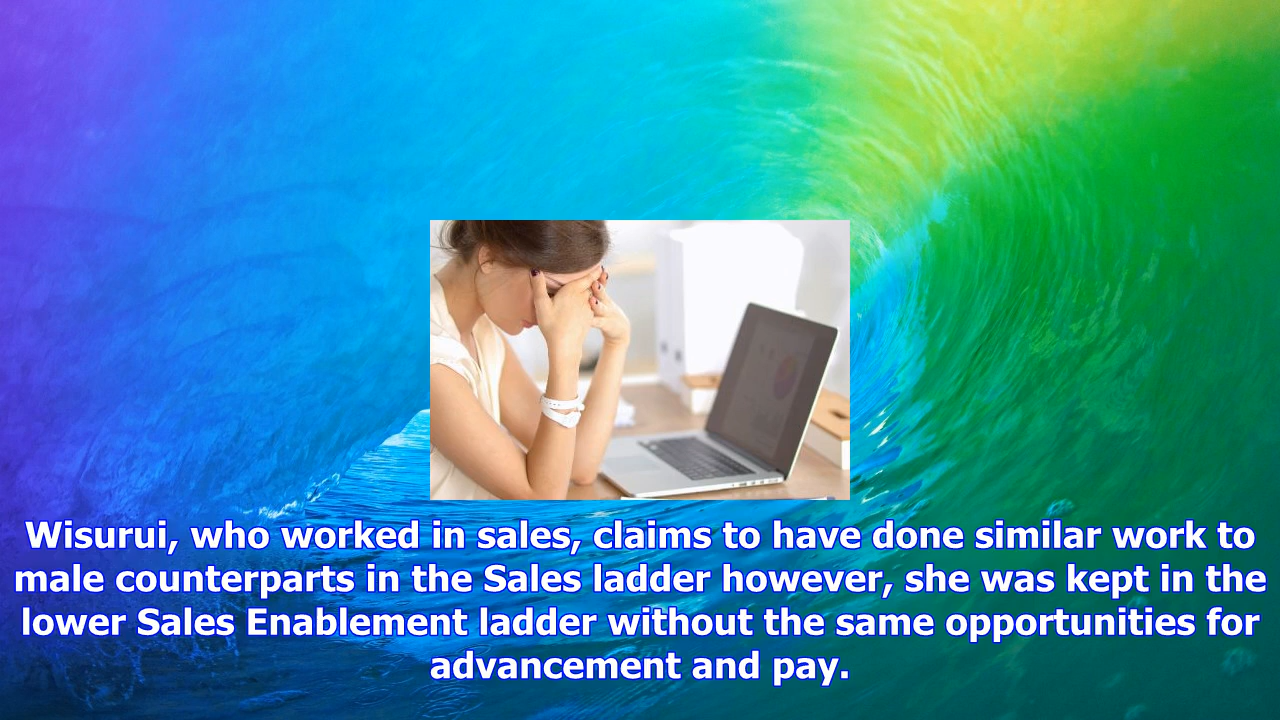 Wisurui, who worked in sales, claims to have done similar work to
male counterparts in the Sales ladder however, she was kept in the
lower Sales Enablement ladder without the same opportunities for
advancement and pay.